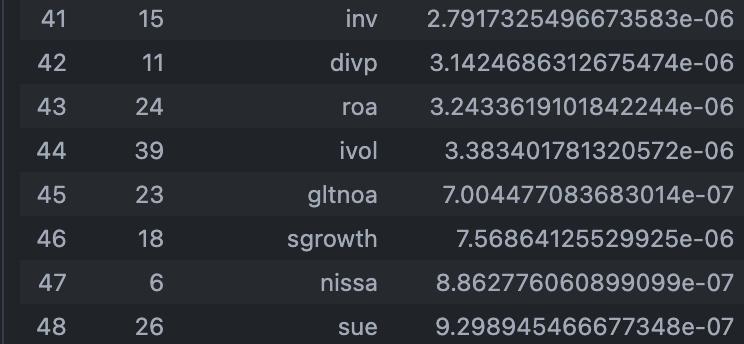 41 15 inv 2.7917325496673583e-06
42 11 divp 3.1424686312675474e-06
43 24 roa 3.2433619101842244e-06
44 39 ivol 3.383401781320572e-06
45 23 gltnoa 7.004477083683014e-07
46 18 sgrowth 7.56864125529925e-06
47 6 nissa 8.862776060899099e-07
48 26 sue 9.298945466677348e-07